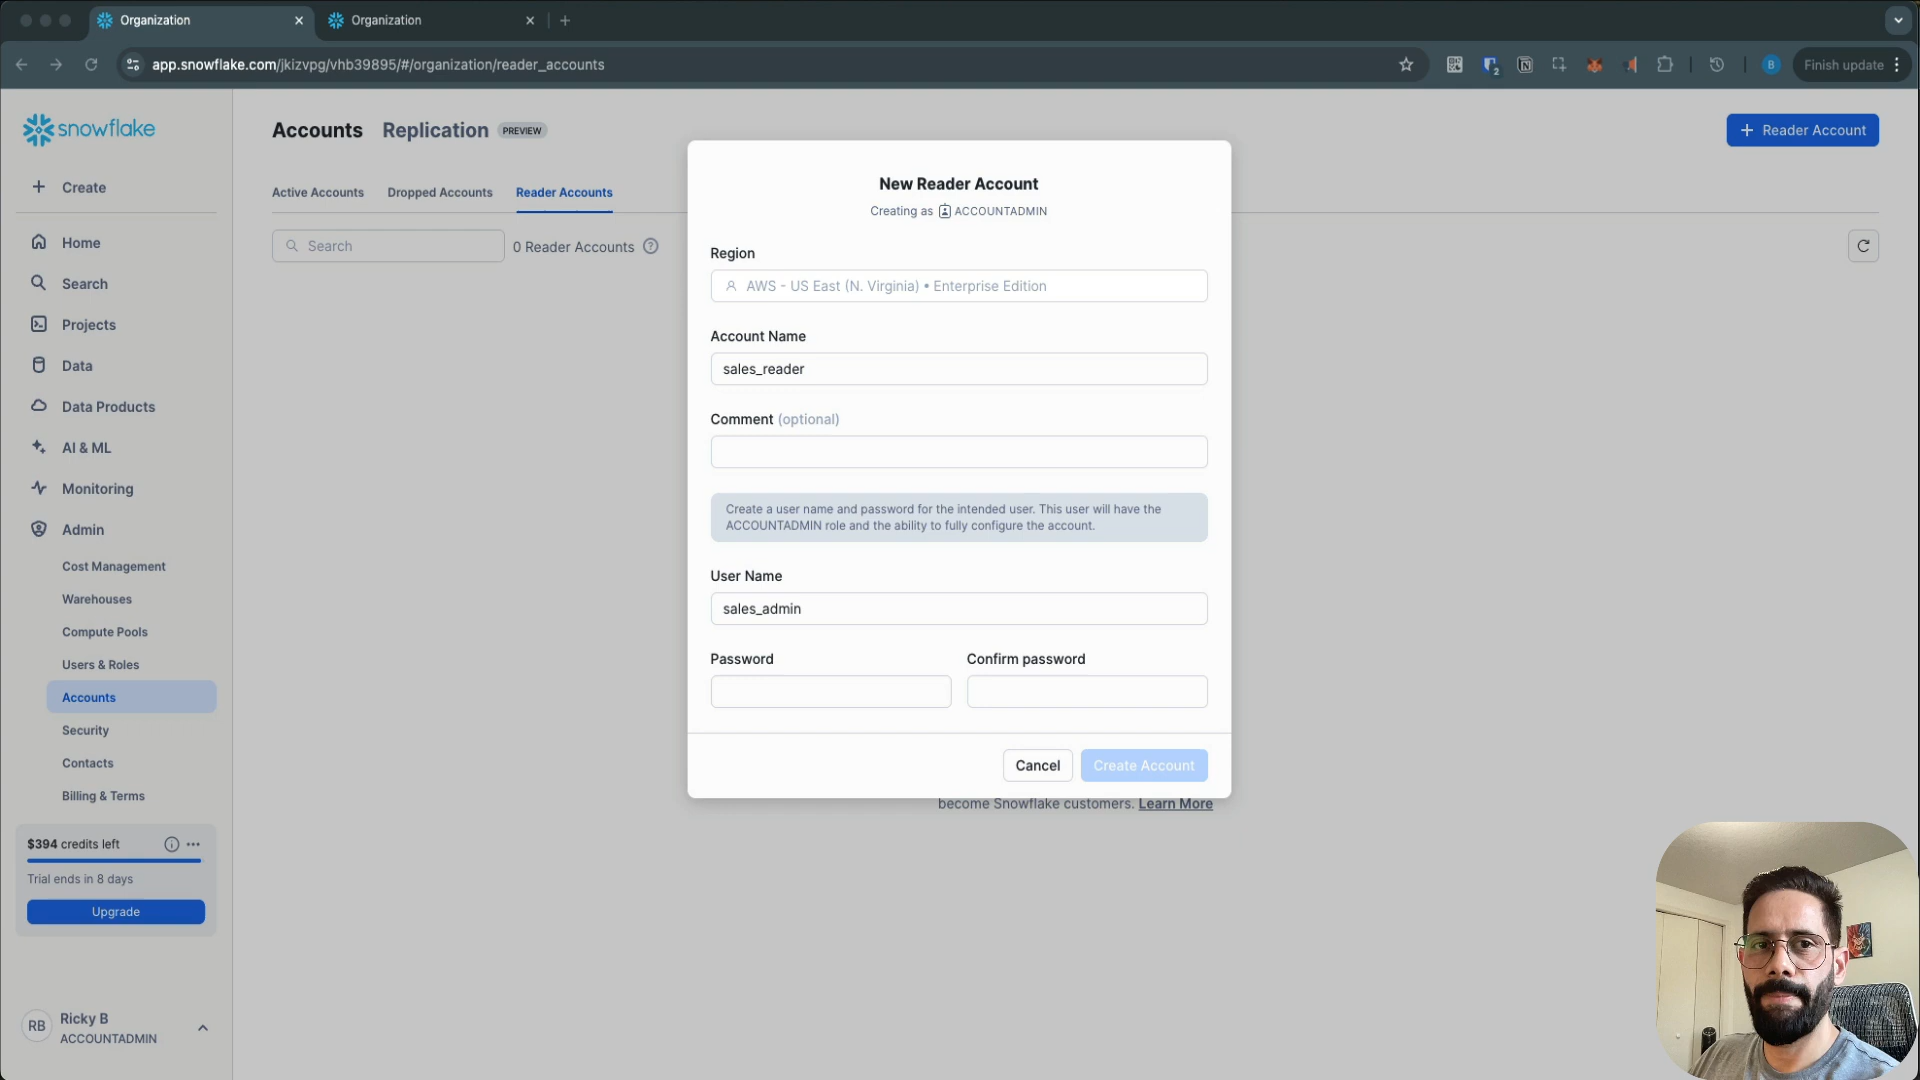 Organization
Organization
app.snowflake.com/jkizvpg/vhb39895/#/organization/reader_accounts
2
B
Finish update
snowflake
Accounts
Replication
PREVIEW
+ Reader Account
Create
Active Accounts
Dropped Accounts
Reader Accounts
Search
0 Reader Accounts
Home
Search
Projects
Data
Data Products
AI & ML
Monitoring
Admin
Cost Management
Warehouses
Compute Pools
Users & Roles
Accounts
Security
Contacts
Billing & Terms
$394 credits left
Trial ends in 8 days
Upgrade
RB
Ricky B
ACCOUNTADMIN
New Reader Account
Creating as ACCOUNTADMIN
Region
AWS - US East (N. Virginia) • Enterprise Edition
Account Name
sales_reader
Comment (optional)
Create a user name and password for the intended user. This user will have the
ACCOUNTADMIN role and the ability to fully configure the account.
User Name
sales_admin
Password
Confirm password
Cancel
Create Account
become Snowflake customers. Learn More